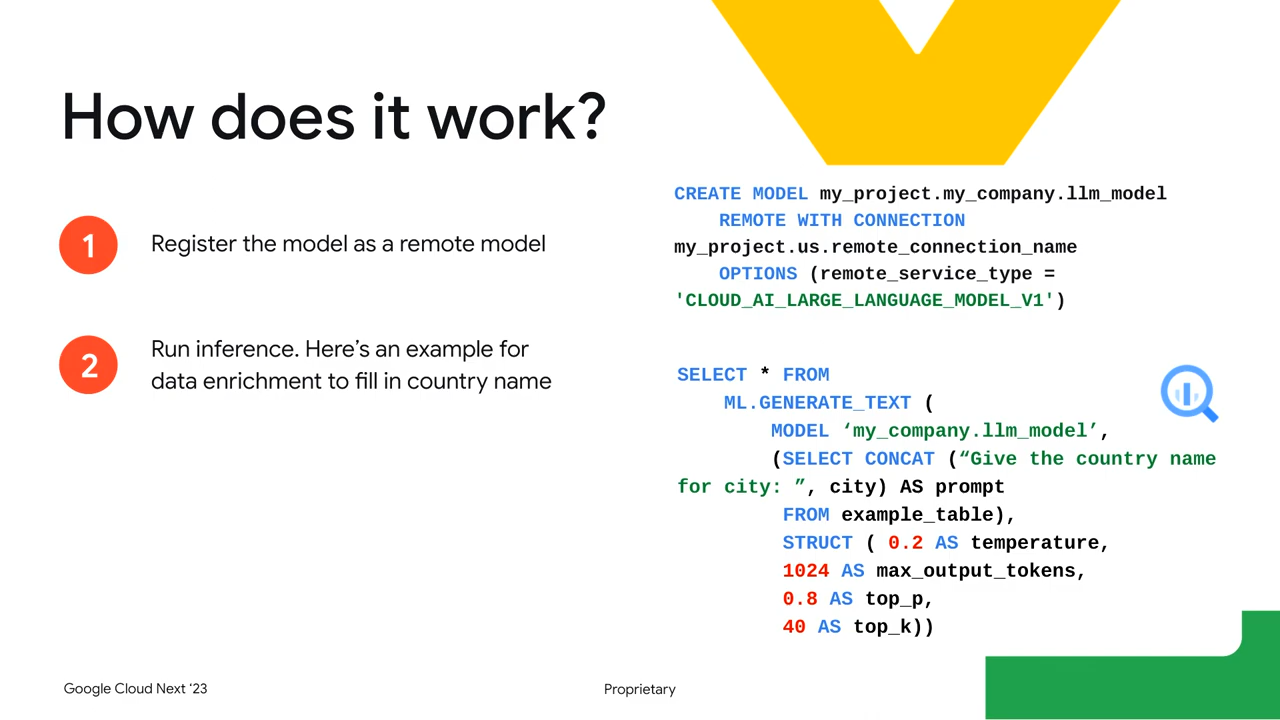 How does it work?
1
Register the model as a remote model
2
Run inference. Here’s an example for
data enrichment to fill in country name
CREATE MODEL my_project.my_company.llm_model
REMOTE WITH CONNECTION
my_project.us.remote_connection_name
OPTIONS (remote_service_type =
'CLOUD_AI_LARGE_LANGUAGE_MODEL_V1')
SELECT * FROM
ML.GENERATE_TEXT (
MODEL ‘my_company.llm_model’,
(SELECT CONCAT (“Give the country name
for city: ”, city) AS prompt
FROM example_table),
STRUCT ( 0.2 AS temperature,
1024 AS max_output_tokens,
0.8 AS top_p,
40 AS top_k))
Google Cloud Next ‘23
Proprietary